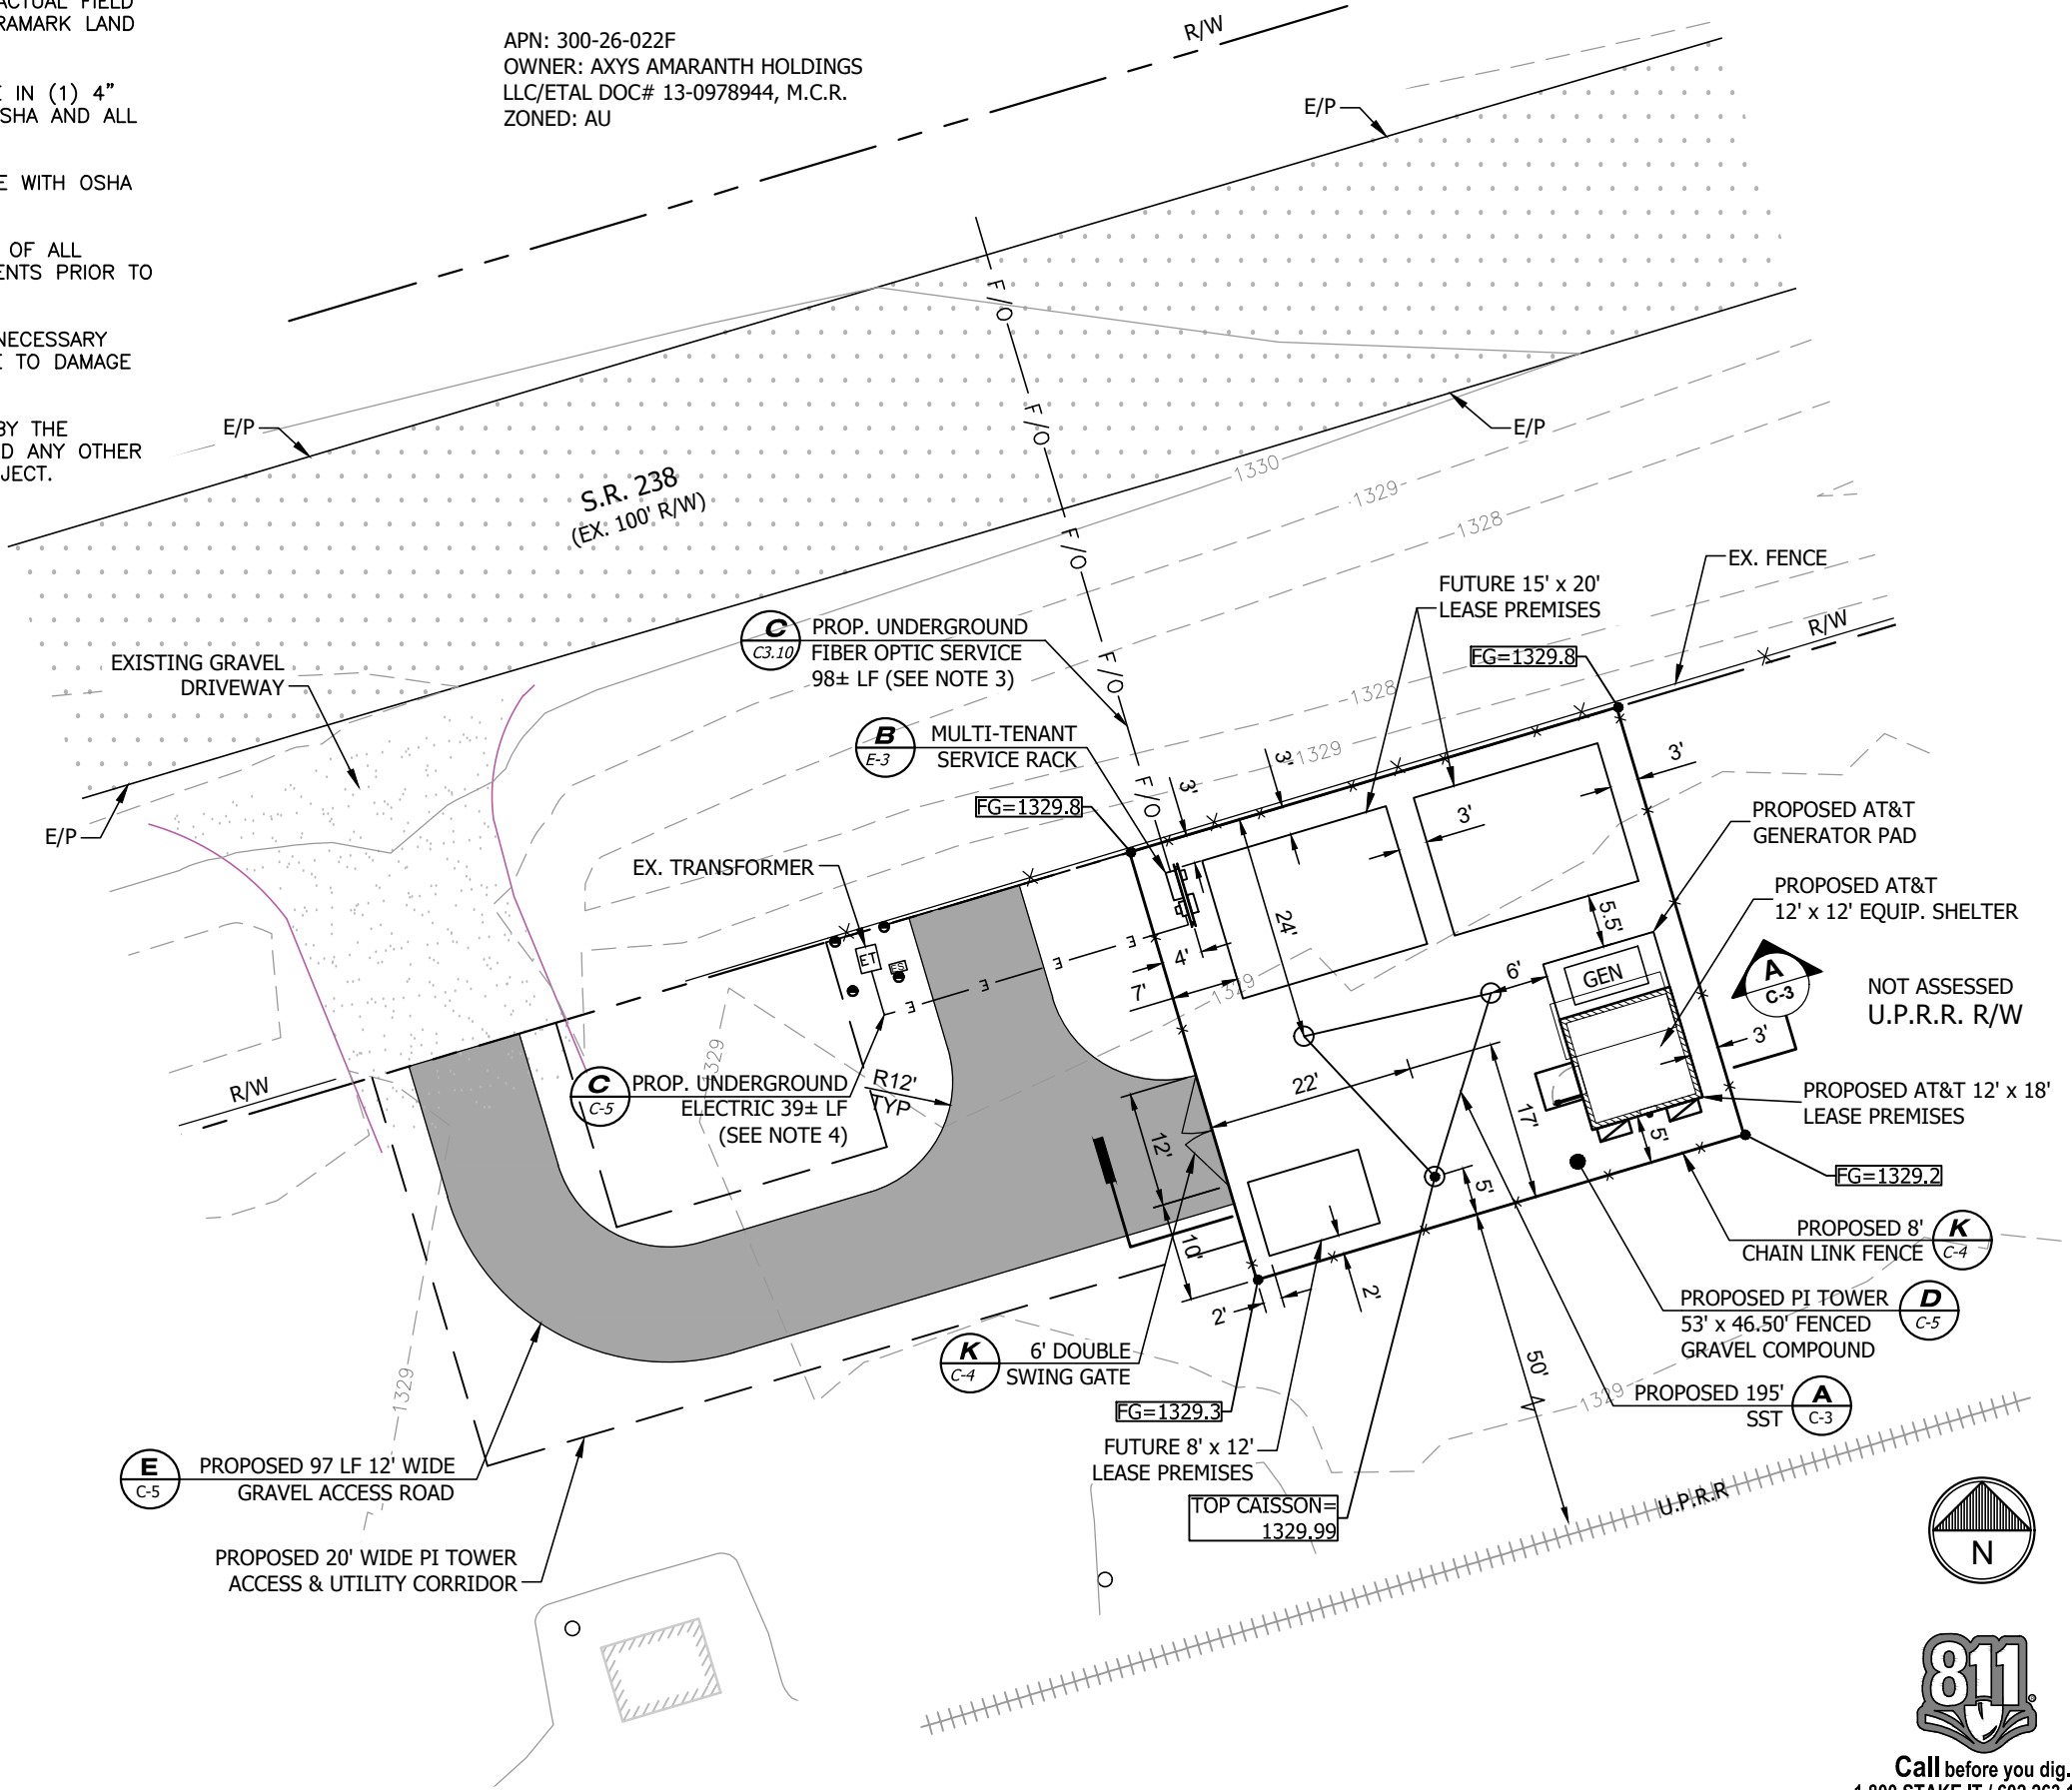 ACTUAL FIELD
RAMARK LAND
E IN (1) 4"
SHA AND ALL
E WITH OSHA
OF ALL
ENTS PRIOR TO
NECESSARY
E TO DAMAGE
BY THE
D ANY OTHER
JECT.
APN: 300-26-022F
OWNER: AXYS AMARANTH HOLDINGS
LLC/ETAL DOC# 13-0978944, M.C.R.
ZONED: AU
R/W
E/P
E/P
E/P
S.R. 238
(EX. 100' R/W)
F/O
F/O
F/O
F/O
F/O
1330
1329
1328
EX. FENCE
FUTURE 15' x 20'
LEASE PREMISES
R/W
FG=1329.8
C
C3.10
PROP. UNDERGROUND
FIBER OPTIC SERVICE
98± LF (SEE NOTE 3)
EXISTING GRAVEL
DRIVEWAY
1328
B
E-3
MULTI-TENANT
SERVICE RACK
1329
3'
3'
3'
3'
FG=1329.8
E/P
PROPOSED AT&T
GENERATOR PAD
EX. TRANSFORMER
PROPOSED AT&T
12' x 12' EQUIP. SHELTER
24'
5.5'
ET
ES
E
E
E
E
4'
7'
6'
GEN
1329
A
C-3
NOT ASSESSED
U.P.R.R. R/W
3'
1329
R/W
C
C-5
PROP. UNDERGROUND
ELECTRIC 39± LF
(SEE NOTE 4)
R12'
TYP
22'
17'
PROPOSED AT&T 12' x 18'
LEASE PREMISES
12'
5'
5'
FG=1329.2
10'
PROPOSED 8'
CHAIN LINK FENCE
K
C-4
2'
2'
PROPOSED PI TOWER
53' x 46.50' FENCED
GRAVEL COMPOUND
D
C-5
K
C-4
6' DOUBLE
SWING GATE
50'
1329
1329
PROPOSED 195'
SST
A
C-3
FG=1329.3
FUTURE 8' x 12'
LEASE PREMISES
E
C-5
PROPOSED 97 LF 12' WIDE
GRAVEL ACCESS ROAD
TOP CAISSON=
1329.99
U.P.R.R
PROPOSED 20' WIDE PI TOWER
ACCESS & UTILITY CORRIDOR
N
811
Call before you dig.